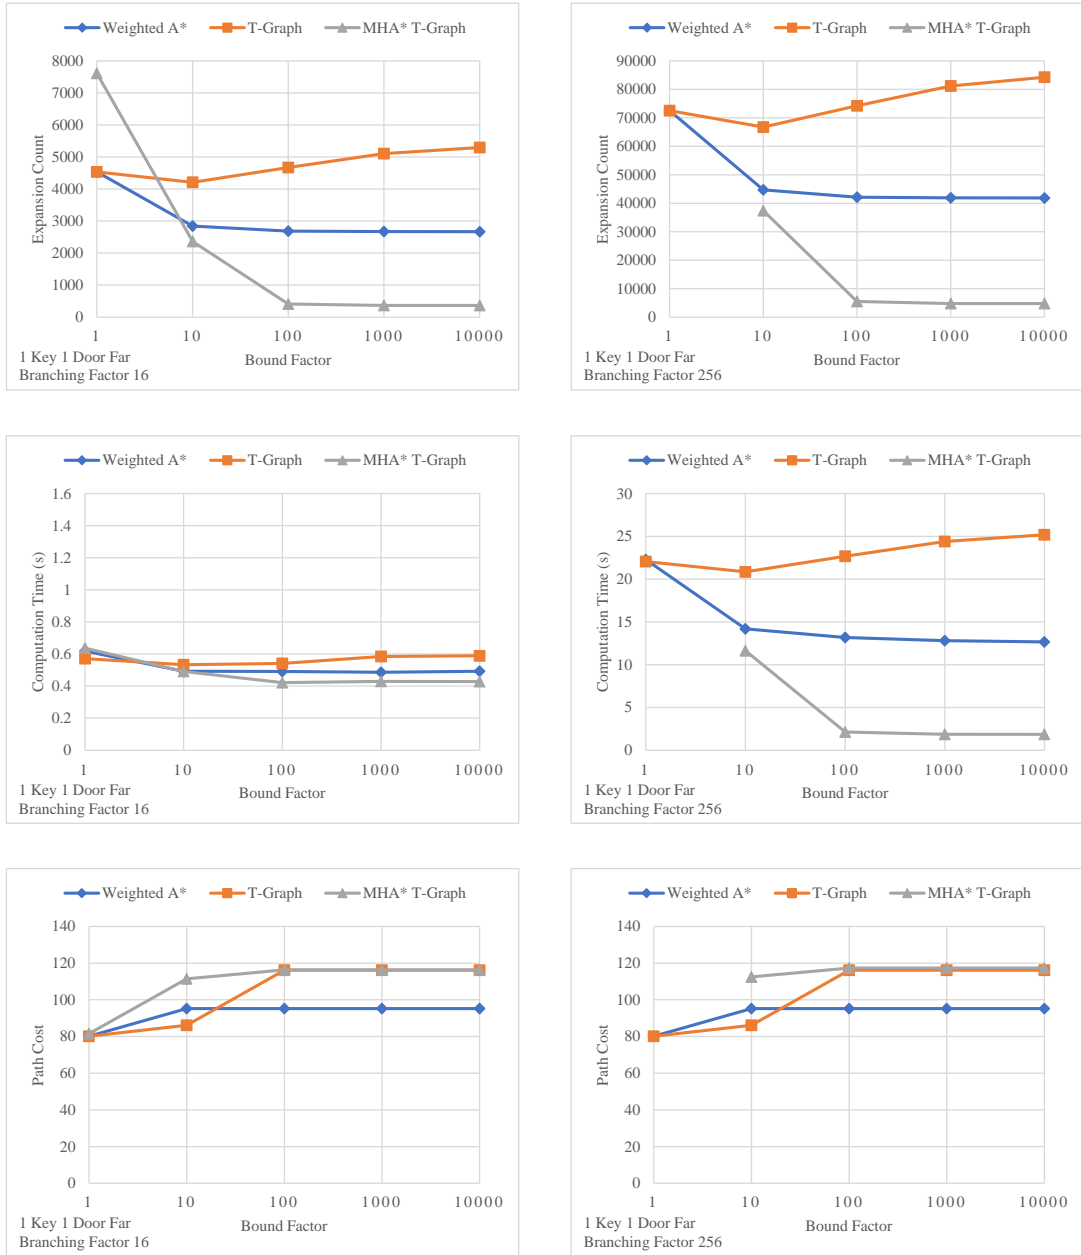 Weighted A* T-Graph MHA* T-Graph
8000
7000
6000
5000
4000
3000
2000
1000
0
Expansion Count
1 10 100 1000 10000
Bound Factor
1 Key 1 Door Far
Branching Factor 16
Weighted A* T-Graph MHA* T-Graph
90000
80000
70000
60000
50000
40000
30000
20000
10000
0
Expansion Count
1 10 100 1000 10000
Bound Factor
1 Key 1 Door Far
Branching Factor 256
Weighted A* T-Graph MHA* T-Graph
1.6
1.4
1.2
1
0.8
0.6
0.4
0.2
0
Computation Time (s)
1 10 100 1000 10000
Bound Factor
1 Key 1 Door Far
Branching Factor 16
Weighted A* T-Graph MHA* T-Graph
30
25
20
15
10
5
0
Computation Time (s)
1 10 100 1000 10000
Bound Factor
1 Key 1 Door Far
Branching Factor 256
Weighted A* T-Graph MHA* T-Graph
140
120
100
80
60
40
20
0
Path Cost
1 10 100 1000 10000
Bound Factor
1 Key 1 Door Far
Branching Factor 16
Weighted A* T-Graph MHA* T-Graph
140
120
100
80
60
40
20
0
Path Cost
1 10 100 1000 10000
Bound Factor
1 Key 1 Door Far
Branching Factor 256